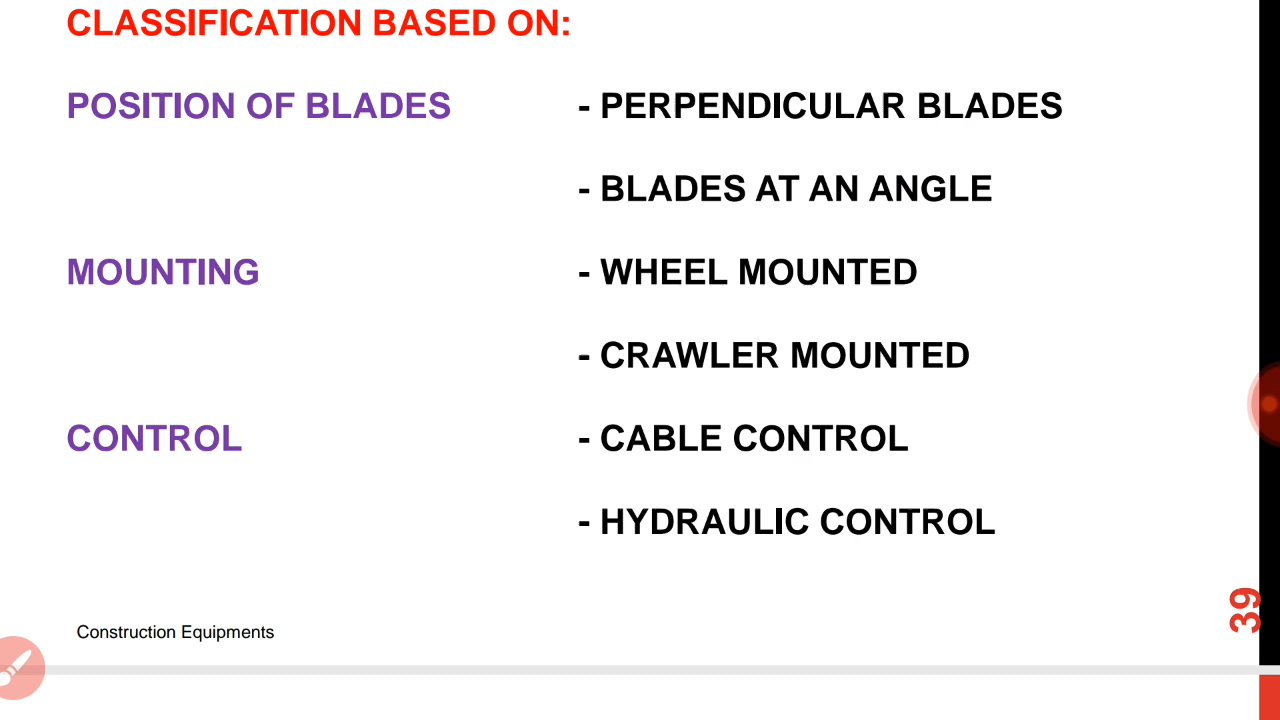 CLASSIFICATION BASED ON:
POSITION OF BLADES - PERPENDICULAR BLADES
- BLADES AT AN ANGLE
MOUNTING - WHEEL MOUNTED
- CRAWLER MOUNTED
CONTROL - CABLE CONTROL
- HYDRAULIC CONTROL
Construction Equipments
39